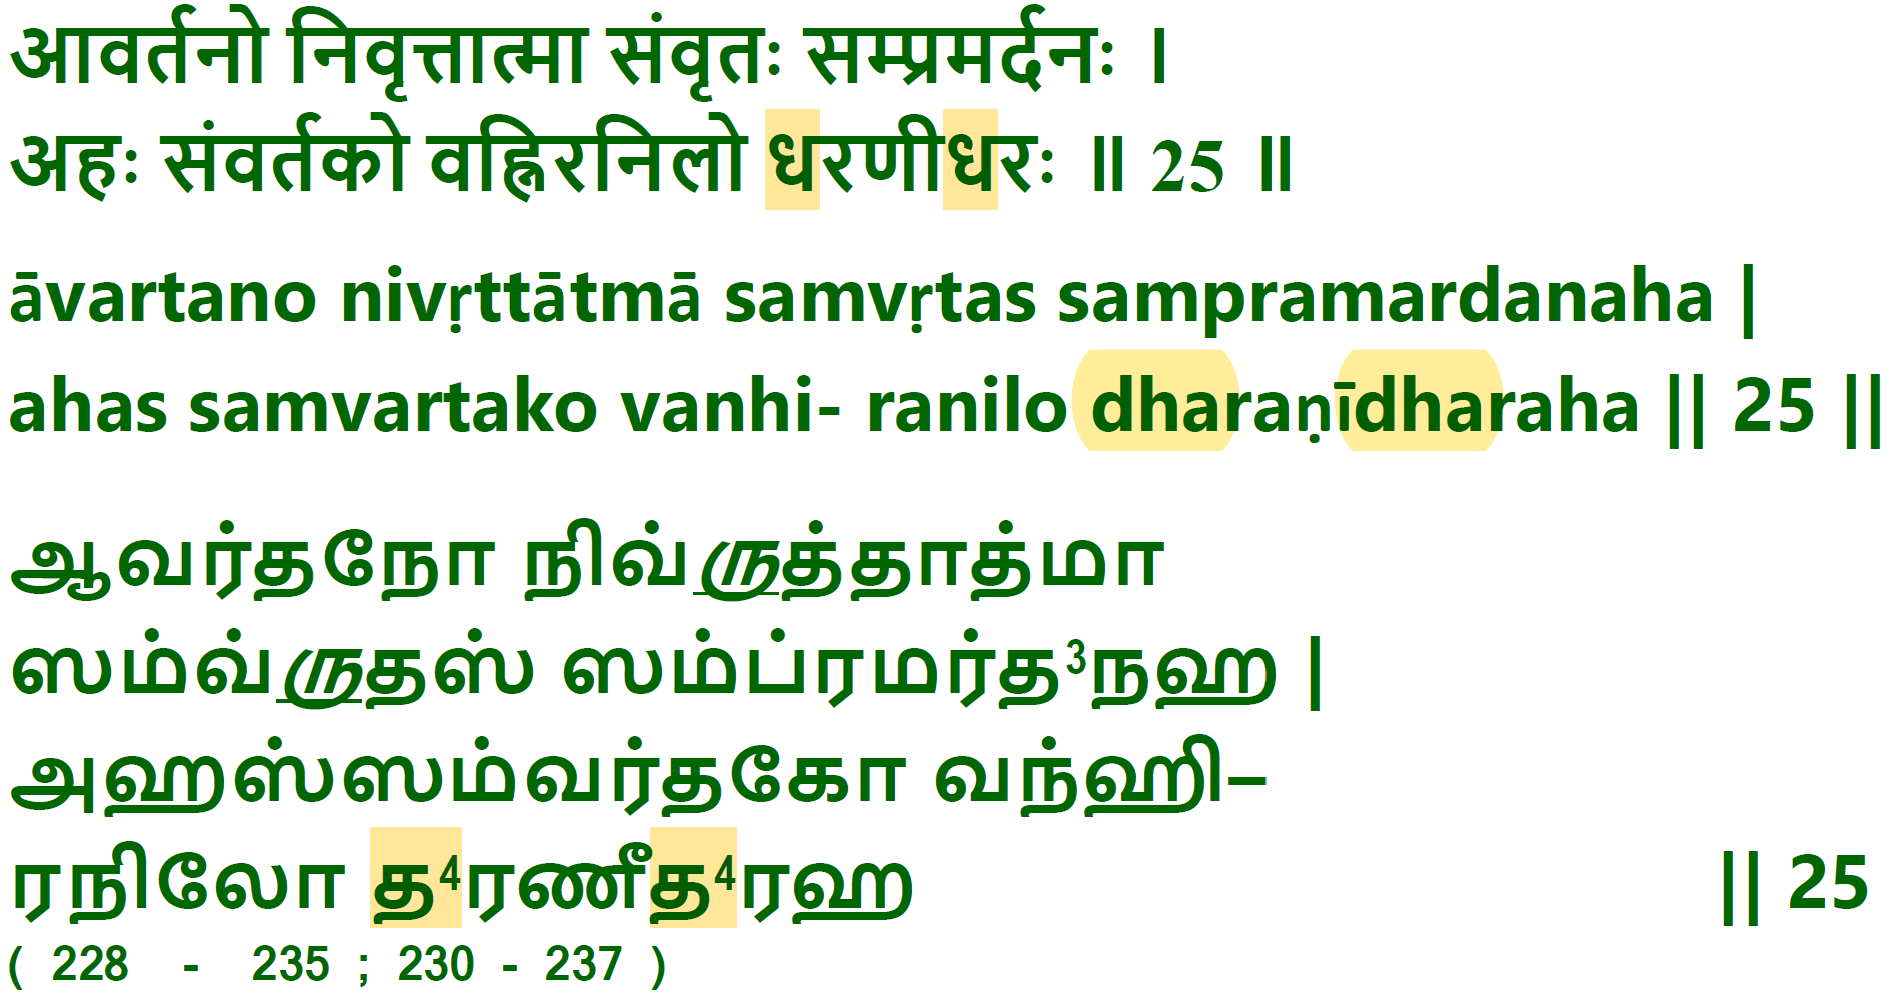 आवर्तनो निवृत्तात्मा संवृतः सम्प्रमर्दनः ।
अहः संवर्तको वह्निरनिलो धरणीधरः ॥ 25 ॥
āvartano nivṛttātmā samvṛtas sampramardanaha |
ahas samvartako vanhi- ranilo dharaṇīdharaha || 25 ||
ஆவர்தநோ நிவ்ருத்தாத்மா
ஸம்வ்ருதஸ் ஸம்ப்ரமர்த³நஹ |
அஹஸ்ஸம்வர்தகோ வந்ஹி–
ரநிலோ த⁴ரணீத⁴ரஹ || 25
( 228 - 235 ; 230 - 237 )